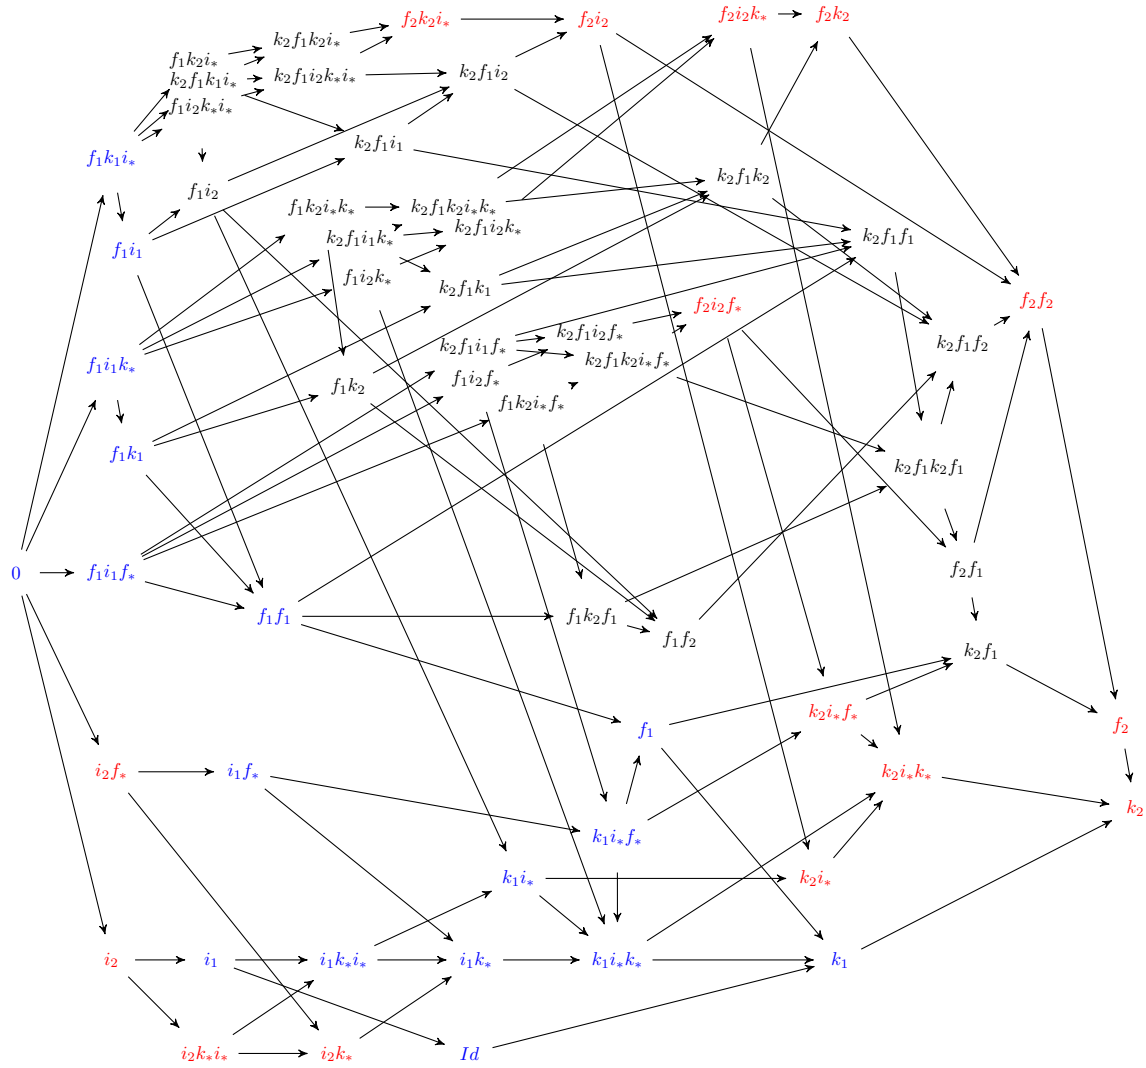 f₂k₂i∗
f₂i₂
f₂i₂k∗
f₂k₂
k₂f₁k₂i∗
f₁k₂i∗
k₂f₁k₁i∗
k₂f₁i₂k∗i∗
k₂f₁i₂
f₁i₂k∗i∗
k₂f₁i₁
f₁k₁i∗
k₂f₁k₂
f₁i₂
f₁k₂i∗k∗
k₂f₁k₂i∗k∗
k₂f₁i₂k∗
k₂f₁i₁k∗
k₂f₁f₁
f₁i₁
f₁i₂k∗
k₂f₁k₁
f₂i₂f∗
f₂f₂
k₂f₁i₂f∗
k₂f₁i₁f∗
k₂f₁f₂
k₂f₁k₂i∗f∗
f₁i₁k∗
f₁i₂f∗
f₁k₂
f₁k₂i∗f∗
f₁k₁
k₂f₁k₂f₁
0
f₁i₁f∗
f₂f₁
f₁f₁
f₁k₂f₁
f₁f₂
k₂f₁
k₂i∗f∗
f₁
f₂
i₂f∗
i₁f∗
k₂i∗k∗
k₂
k₁i∗f∗
k₁i∗
k₂i∗
i₂
i₁
i₁k∗i∗
i₁k∗
k₁i∗k∗
k₁
i₂k∗i∗
i₂k∗
Id